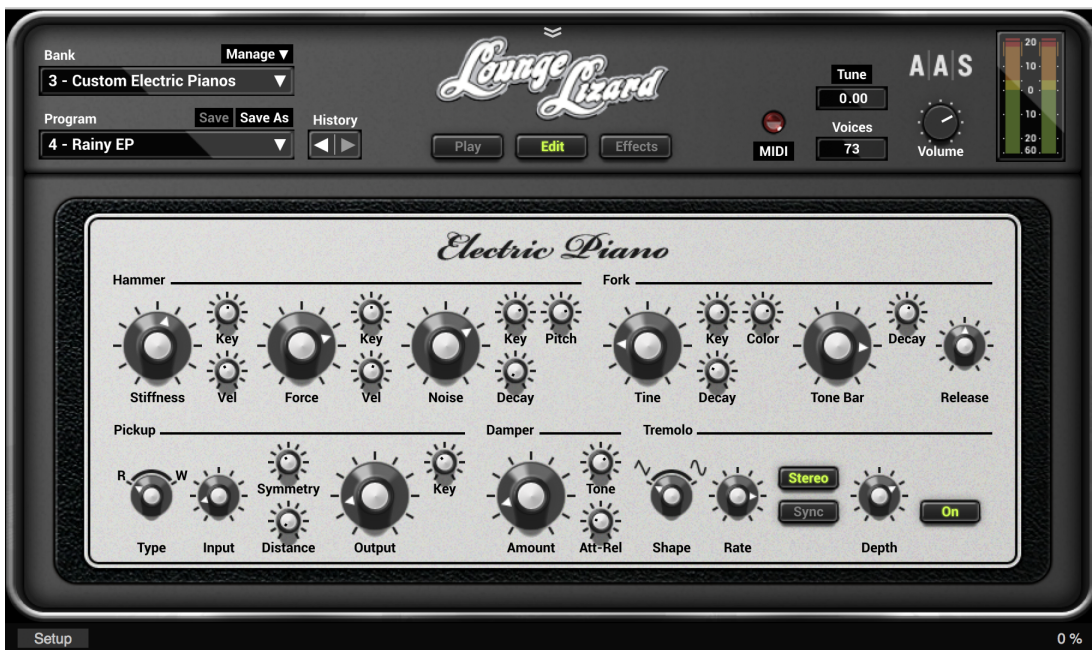 Bank
Manage ▼
3 - Custom Electric Pianos ▼
Program
Save Save As
4 - Rainy EP ▼
History
Lounge
Lizard
Play
Edit
Effects
MIDI
Tune
0.00
Voices
73
A|A|S
Volume
20
10
0
10
20
60
Electric Piano
Hammer
Fork
Key Key Key Pitch Key Color Decay
Stiffness Vel Force Vel Noise Decay Tine Decay Tone Bar Release
Pickup
Damper
Tremolo
R W
Symmetry
Key
Tone
Stereo
Sync
On
Type Input Distance Output Amount Att-Rel Shape Rate Depth
Setup
0 %